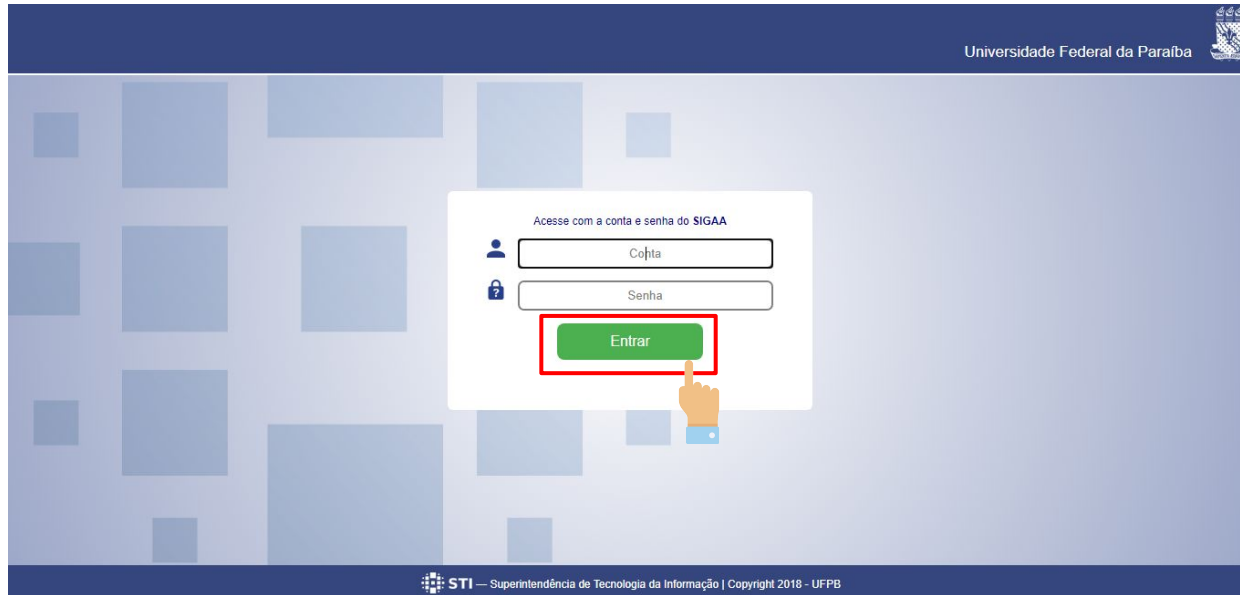 Universidade Federal da Paraíba
Acesse com a conta e senha do SIGAA
Conta
Senha
Entrar
STI — Superintendência de Tecnologia da Informação | Copyright 2018 - UFPB